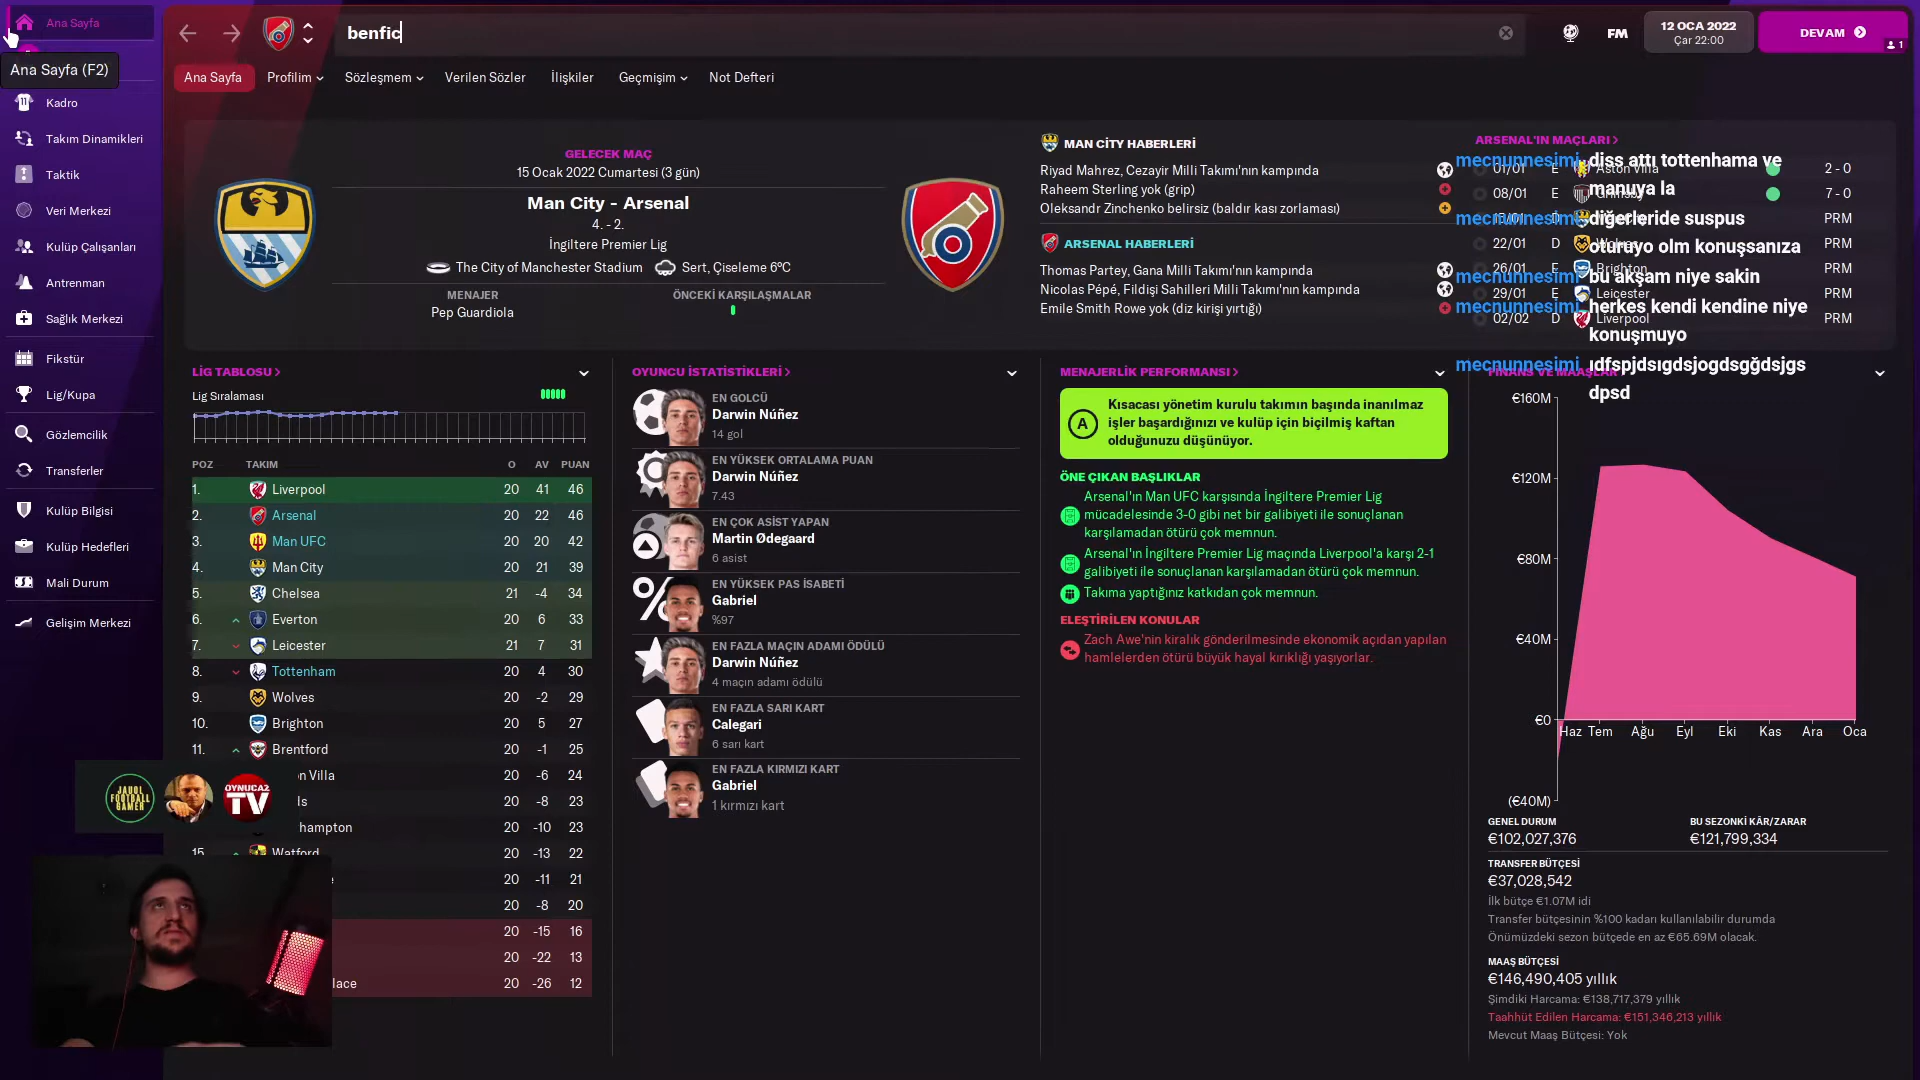 Ana Sayfa
Ana Sayfa (F2)
Kadro
Takım Dinamikleri
Taktik
Veri Merkezi
Kulüp Çalışanları
Antrenman
Sağlık Merkezi
Fikstür
Lig/Kupa
Gözlemcilik
Transferler
Kulüp Bilgisi
Kulüp Hedefleri
Mali Durum
Gelişim Merkezi
benfic
FM
12 OCA 2022
Çar 22:00
DEVAM
1
Ana Sayfa Profilim Sözleşmem Verilen Sözler İlişkiler Geçmişim Not Defteri
GELECEK MAÇ
15 Ocak 2022 Cumartesi (3 gün)
Man City - Arsenal
4. - 2.
İngiltere Premier Lig
The City of Manchester Stadium Sert, Çiseleme 6ºC
MENAJER
Pep Guardiola
ÖNCEKİ KARŞILAŞMALAR
MAN CİTY HABERLERİ
Riyad Mahrez, Cezayir Milli Takımı'nın kampında
Raheem Sterling yok (grip)
Oleksandr Zinchenko belirsiz (baldır kası zorlaması)
ARSENAL HABERLERİ
Thomas Partey, Gana Milli Takımı'nın kampında
Nicolas Pépé, Fildişi Sahilleri Milli Takımı'nın kampında
Emile Smith Rowe yok (diz kirişi yırtığı)
ARSENAL'IN MAÇLARI
01/01 E Aston Villa 2 - 0
08/01 E Grimsby 7 - 0
15/01 D PRM
22/01 D Wolves PRM
26/01 E Brighton PRM
29/01 E Leicester PRM
02/02 D Liverpool PRM
mecnunnesimi diss attı tottenhama ve
manuya la
mecnunnesimi diğerleride suspus
oturuyo olm konuşsanıza
mecnunnesimi bu akşam niye sakin
mecnunnesimi herkes kendi kendine niye
konuşmuyo
mecnunnesimi ıdfspjdsıgdsjogdsgğdsjgs
dpsd
LİG TABLOSU
Lig Sıralaması
POZ TAKIM O AV PUAN
1. Liverpool 20 41 46
2. Arsenal 20 22 46
3. Man UFC 20 20 42
4. Man City 20 21 39
5. Chelsea 21 -4 34
6. Everton 20 6 33
7. Leicester 21 7 31
8. Tottenham 20 4 30
9. Wolves 20 -2 29
10. Brighton 20 5 27
11. Brentford 20 -1 25
n Villa 20 -6 24
ls 20 -8 23
hampton 20 -10 23
15. Watford 20 -13 22
e 20 -11 21
20 -8 20
20 -15 16
20 -22 13
lace 20 -26 12
JAUOL
FOOTBALL
GAMER
OYNUCAZ
TV
OYUNCU İSTATİSTİKLERİ
EN GOLCÜ
Darwin Núñez
14 gol
EN YÜKSEK ORTALAMA PUAN
Darwin Núñez
7.43
EN ÇOK ASİST YAPAN
Martin Ødegaard
6 asist
EN YÜKSEK PAS İSABETİ
Gabriel
%97
EN FAZLA MAÇIN ADAMI ÖDÜLÜ
Darwin Núñez
4 maçın adamı ödülü
EN FAZLA SARI KART
Calegari
6 sarı kart
EN FAZLA KIRMIZI KART
Gabriel
1 kırmızı kart
MENAJERLİK PERFORMANSI
A
Kısacası yönetim kurulu takımın başında inanılmaz
işler başardığınızı ve kulüp için biçilmiş kaftan
olduğunuzu düşünüyor.
ÖNE ÇIKAN BAŞLIKLAR
Arsenal'ın Man UFC karşısında İngiltere Premier Lig
mücadelesinde 3-0 gibi net bir galibiyeti ile sonuçlanan
karşılamadan ötürü çok memnun.
Arsenal'ın İngiltere Premier Lig maçında Liverpool'a karşı 2-1
galibiyeti ile sonuçlanan karşılamadan ötürü çok memnun.
Takıma yaptığınız katkıdan çok memnun.
ELEŞTİRİLEN KONULAR
Zach Awe'nin kiralık gönderilmesinde ekonomik açıdan yapılan
hamlelerden ötürü büyük hayal kırıklığı yaşıyorlar.
FİNANS VE MAAŞLAR
€160M
€120M
€80M
€40M
€0
(€40M)
Haz Tem Ağu Eyl Eki Kas Ara Oca
GENEL DURUM
€102,027,376
BU SEZONKİ KÂR/ZARAR
€121,799,334
TRANSFER BÜTÇESİ
€37,028,542
İlk bütçe €1.07M idi
Transfer bütçesinin %100 kadarı kullanılabilir durumda
Önümüzdeki sezon bütçede en az €65.69M olacak.
MAAŞ BÜTÇESİ
€146,490,405 yıllık
Şimdiki Harcama: €138,717,379 yıllık
Taahhüt Edilen Harcama: €151,346,213 yıllık
Mevcut Maaş Bütçesi: Yok